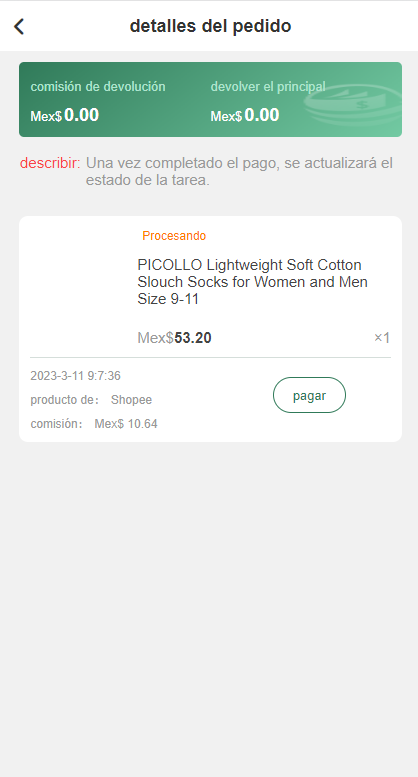 detalles del pedido
comisión de devolución
devolver el principal
Mex$ 0.00
Mex$ 0.00
describir: Una vez completado el pago, se actualizará el
estado de la tarea.
Procesando
PICOLLO Lightweight Soft Cotton
Slouch Socks for Women and Men
Size 9-11
Mex$53.20 ×1
2023-3-11 9:7:36
producto de： Shopee
pagar
comisión： Mex$ 10.64